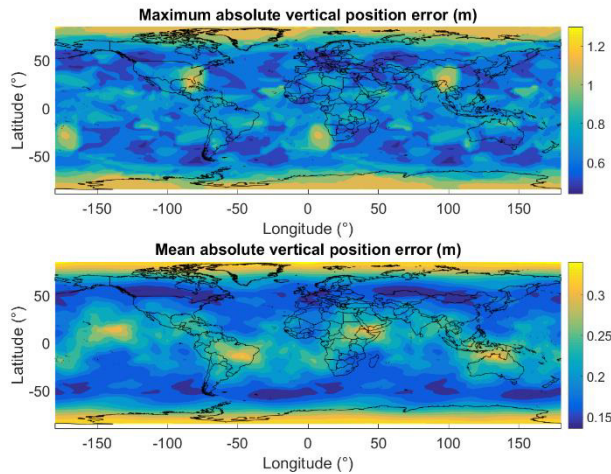 Maximum absolute vertical position error (m)
50
0
-50
Latitude (°)
-150 -100 -50 0 50 100 150
Longitude (°)
1.2
1
0.8
0.6
Mean absolute vertical position error (m)
50
0
-50
Latitude (°)
-150 -100 -50 0 50 100 150
Longitude (°)
0.3
0.25
0.2
0.15